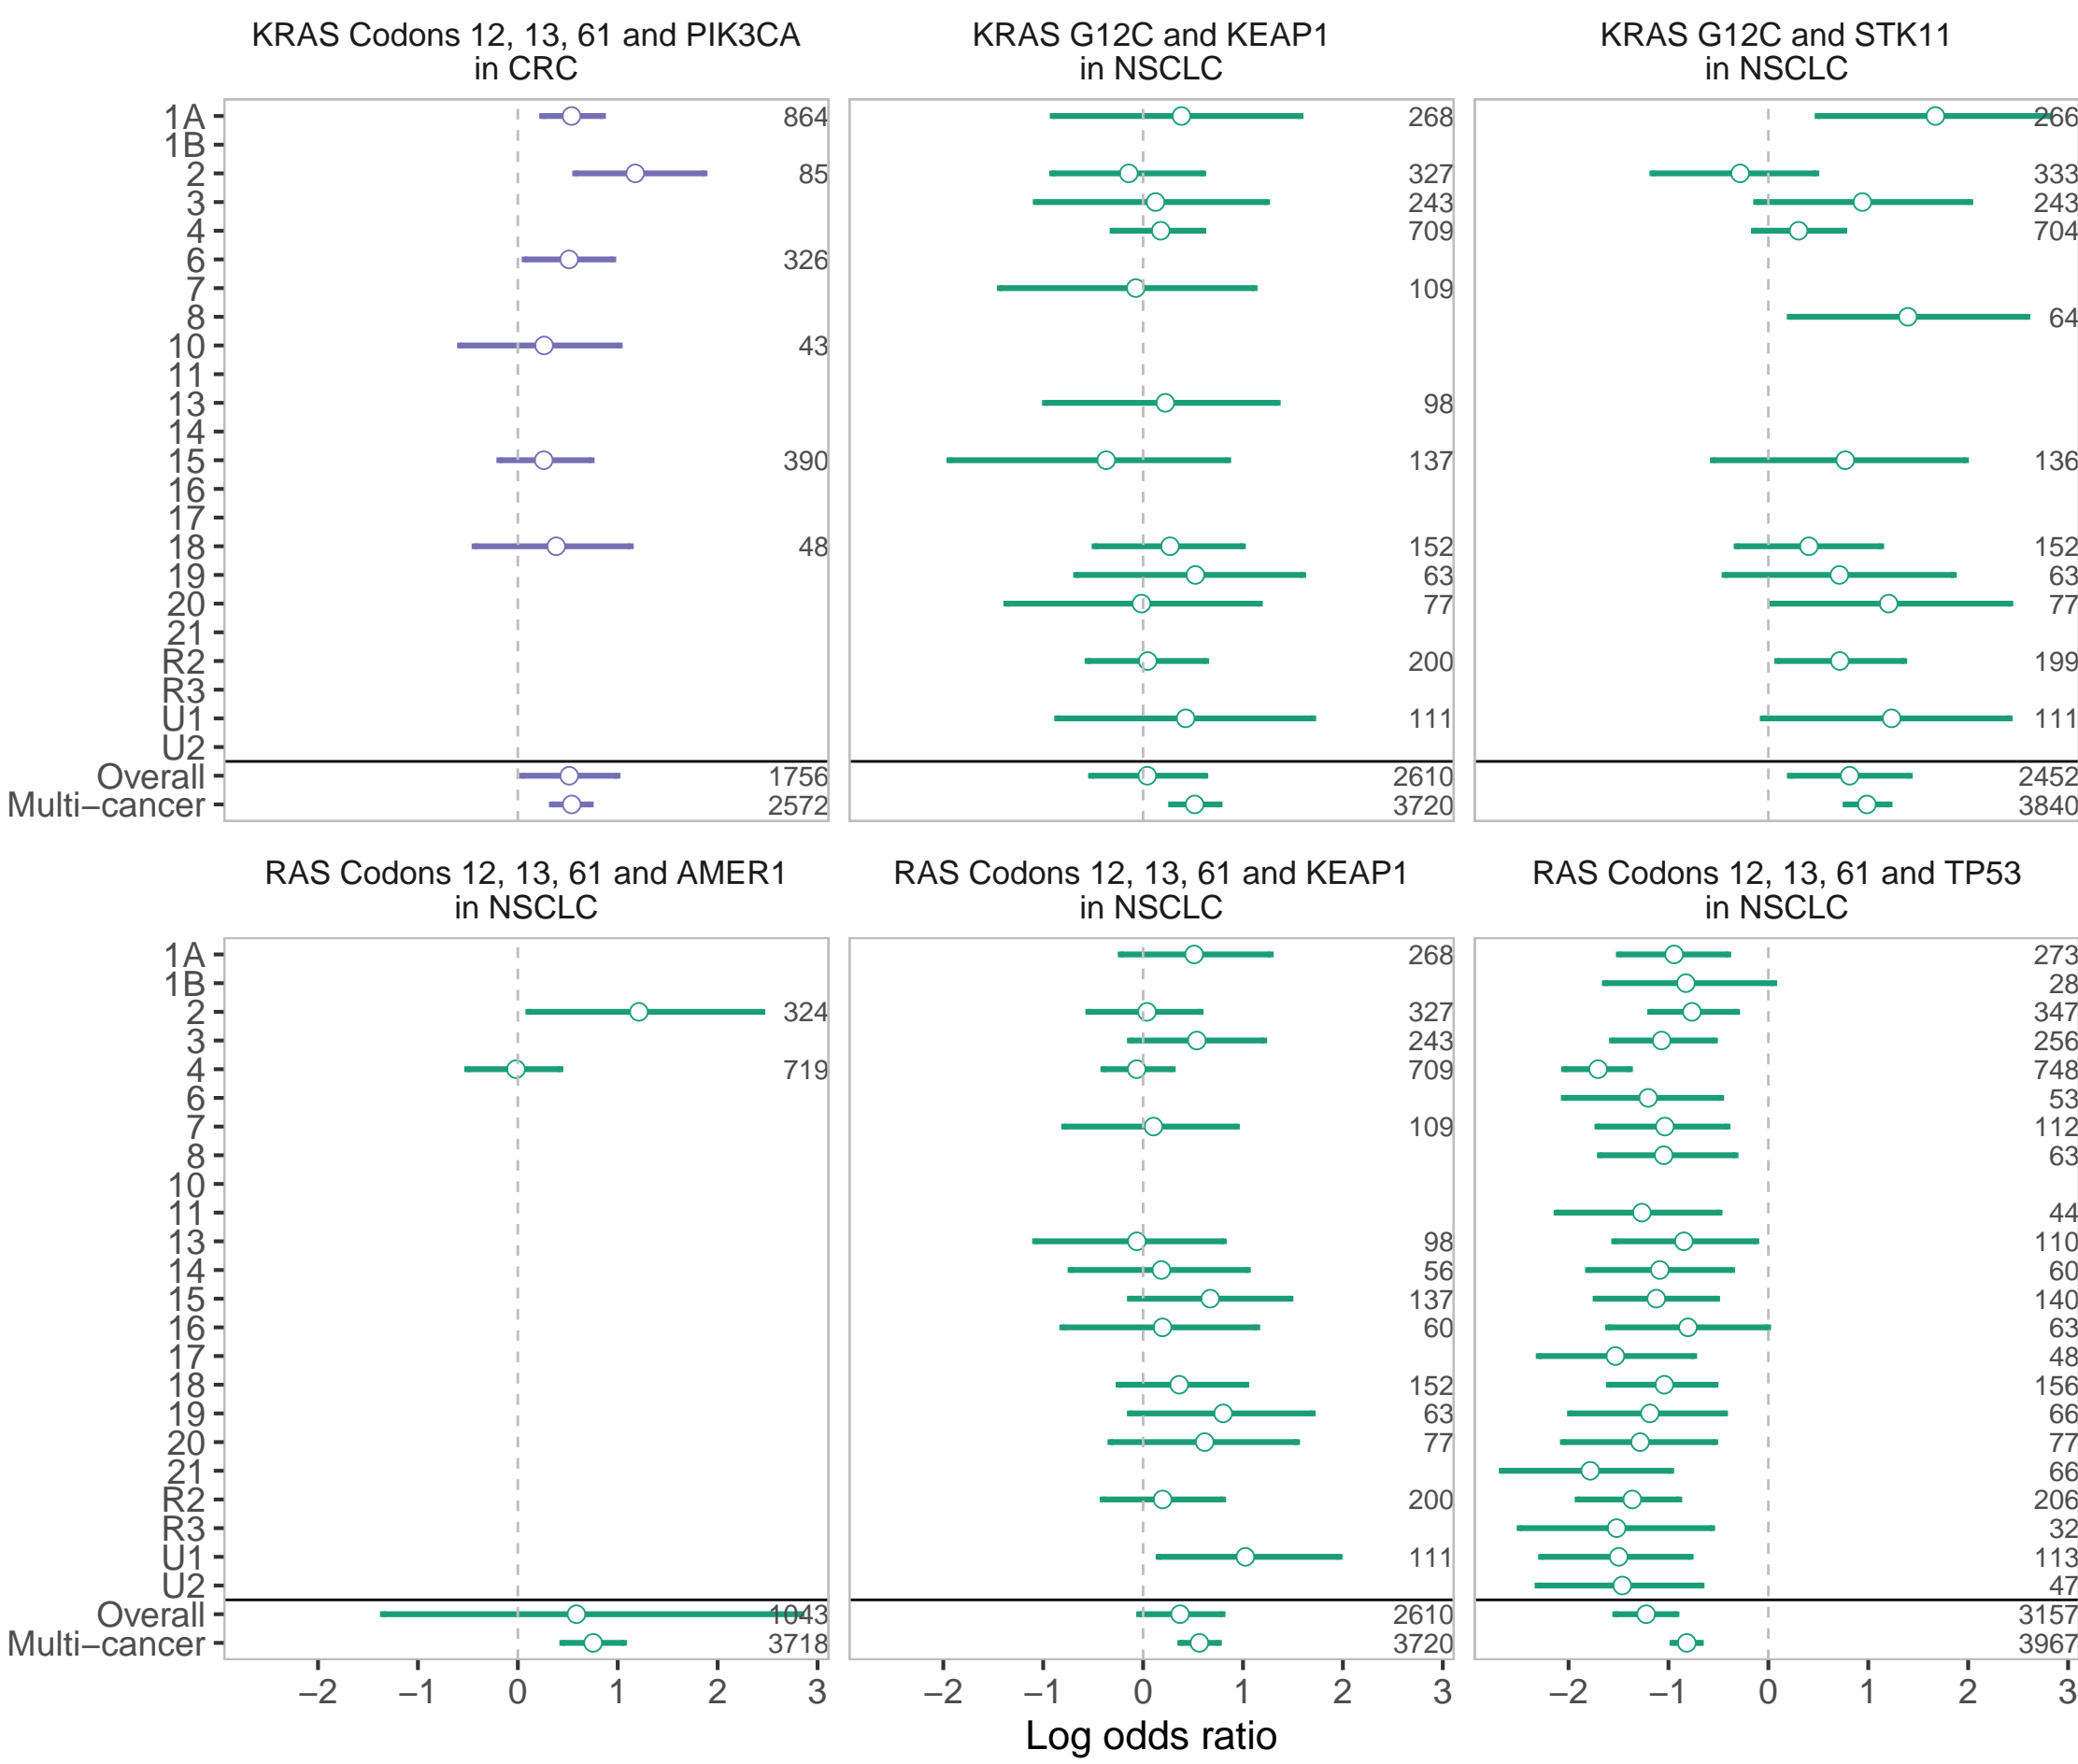 KRAS Codons 12, 13, 61 and PIK3CA
in CRC
KRAS G12C and KEAP1
in NSCLC
KRAS G12C and STK11
in NSCLC
1A 864 268 266
1B
2 85 327 333
3 243 243
4 709 704
6 326
7 109
8 64
10 43
11
13 98
14
15 390 137 136
16
17
18 48 152 152
19 63 63
20 77 77
21
R2 200 199
R3
U1 111 111
U2
Overall 1756 2610 2452
Multi−cancer 2572 3720 3840
RAS Codons 12, 13, 61 and AMER1
in NSCLC
RAS Codons 12, 13, 61 and KEAP1
in NSCLC
RAS Codons 12, 13, 61 and TP53
in NSCLC
1A 268 273
1B 28
2 324 327 347
3 243 256
4 719 709 748
6 53
7 109 112
8 63
10
11 44
13 98 110
14 56 60
15 137 140
16 60 63
17 48
18 152 156
19 63 66
20 77 77
21 66
R2 200 206
R3 32
U1 111 113
U2 47
Overall 1043 2610 3157
Multi−cancer 3718 3720 3967
−2 −1 0 1 2 3 −2 −1 0 1 2 3 −2 −1 0 1 2 3
Log odds ratio